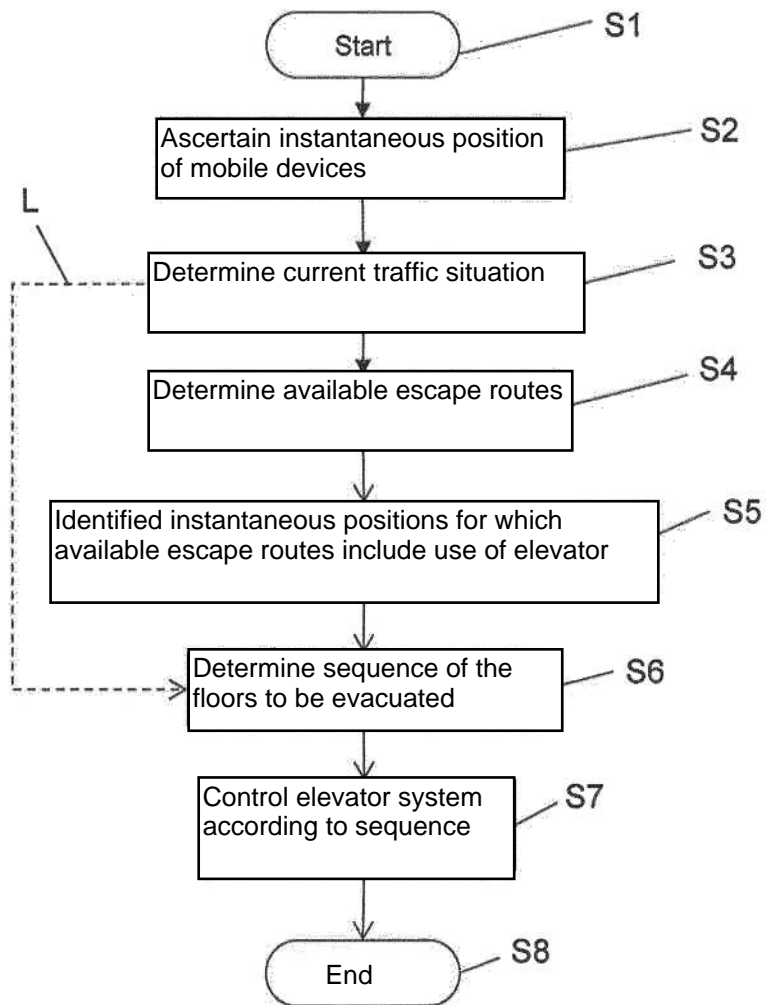 Start
S1
Ascertain instantaneous position
of mobile devices
S2
L
Determine current traffic situation
S3
Determine available escape routes
S4
Identified instantaneous positions for which
available escape routes include use of elevator
S5
Determine sequence of the
floors to be evacuated
S6
Control elevator system
according to sequence
S7
End
S8